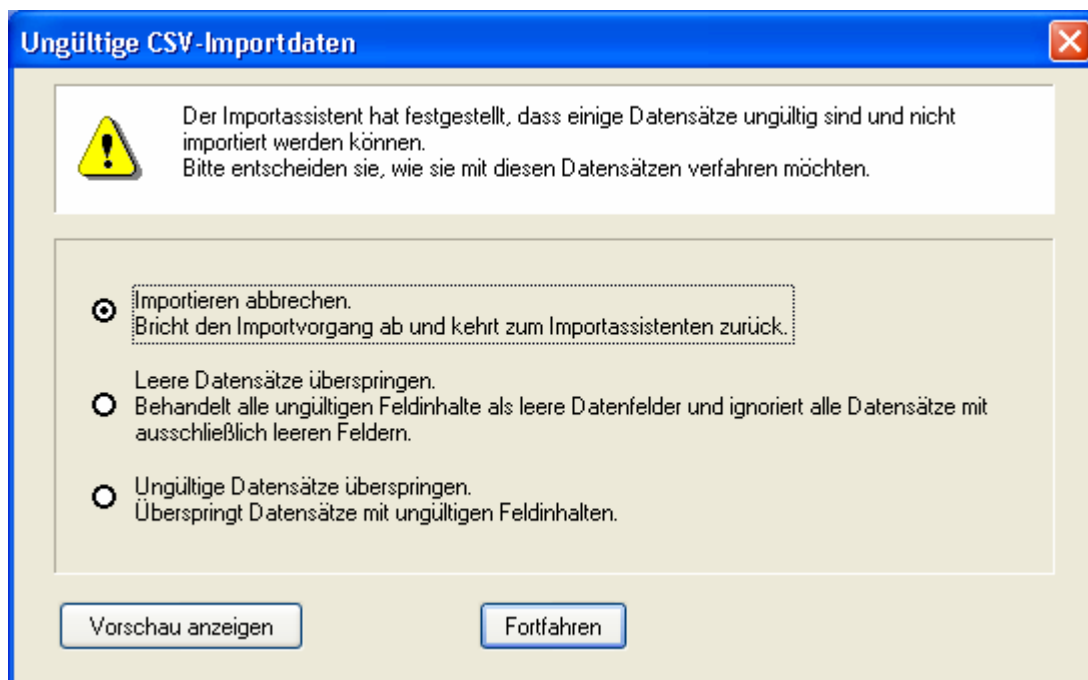 Ungültige CSV-Importdaten
Der Importassistent hat festgestellt, dass einige Datensätze ungültig sind und nicht
importiert werden können.
Bitte entscheiden sie, wie sie mit diesen Datensätzen verfahren möchten.
Importieren abbrechen.
Bricht den Importvorgang ab und kehrt zum Importassistenten zurück.
Leere Datensätze überspringen.
Behandelt alle ungültigen Feldinhalte als leere Datenfelder und ignoriert alle Datensätze mit
ausschließlich leeren Feldern.
Ungültige Datensätze überspringen.
Überspringt Datensätze mit ungültigen Feldinhalten.
Vorschau anzeigen
Fortfahren